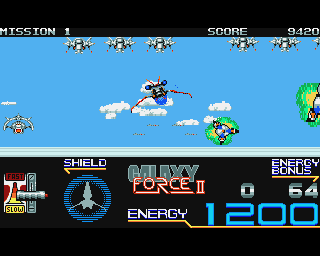 MISSION 1 SCORE 9420
SHIELD
GALAXY
FORCE II
ENERGY
BONUS
0 64
ENERGY 1200
SLOW